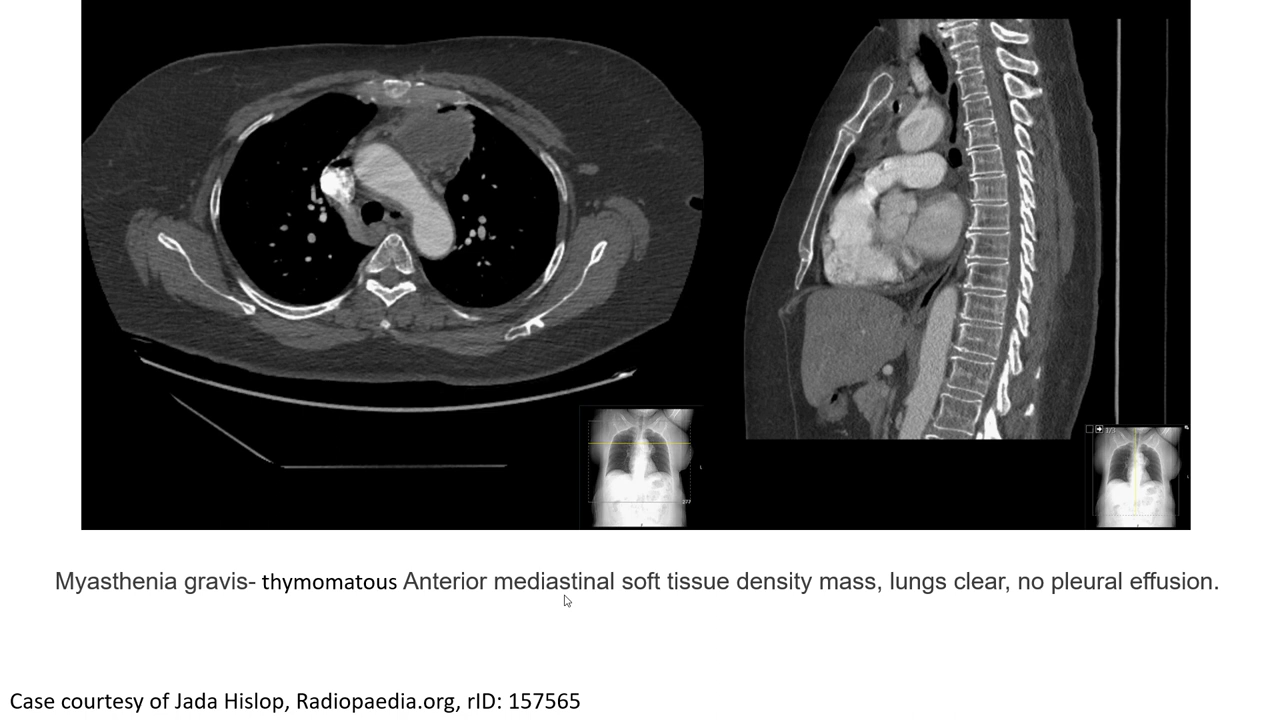 Myasthenia gravis- thymomatous Anterior mediastinal soft tissue density mass, lungs clear, no pleural effusion.
Case courtesy of Jada Hislop, Radiopaedia.org, rID: 157565